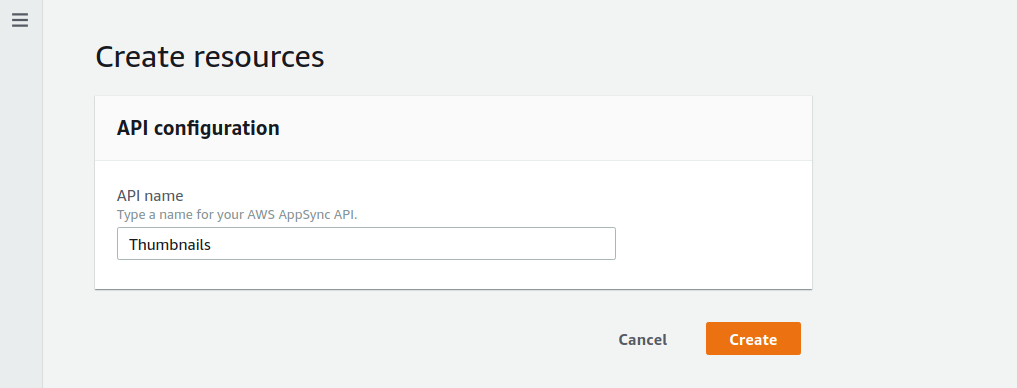 Create resources
API configuration
API name
Type a name for your AWS AppSync API.
Thumbnails
Cancel
Create